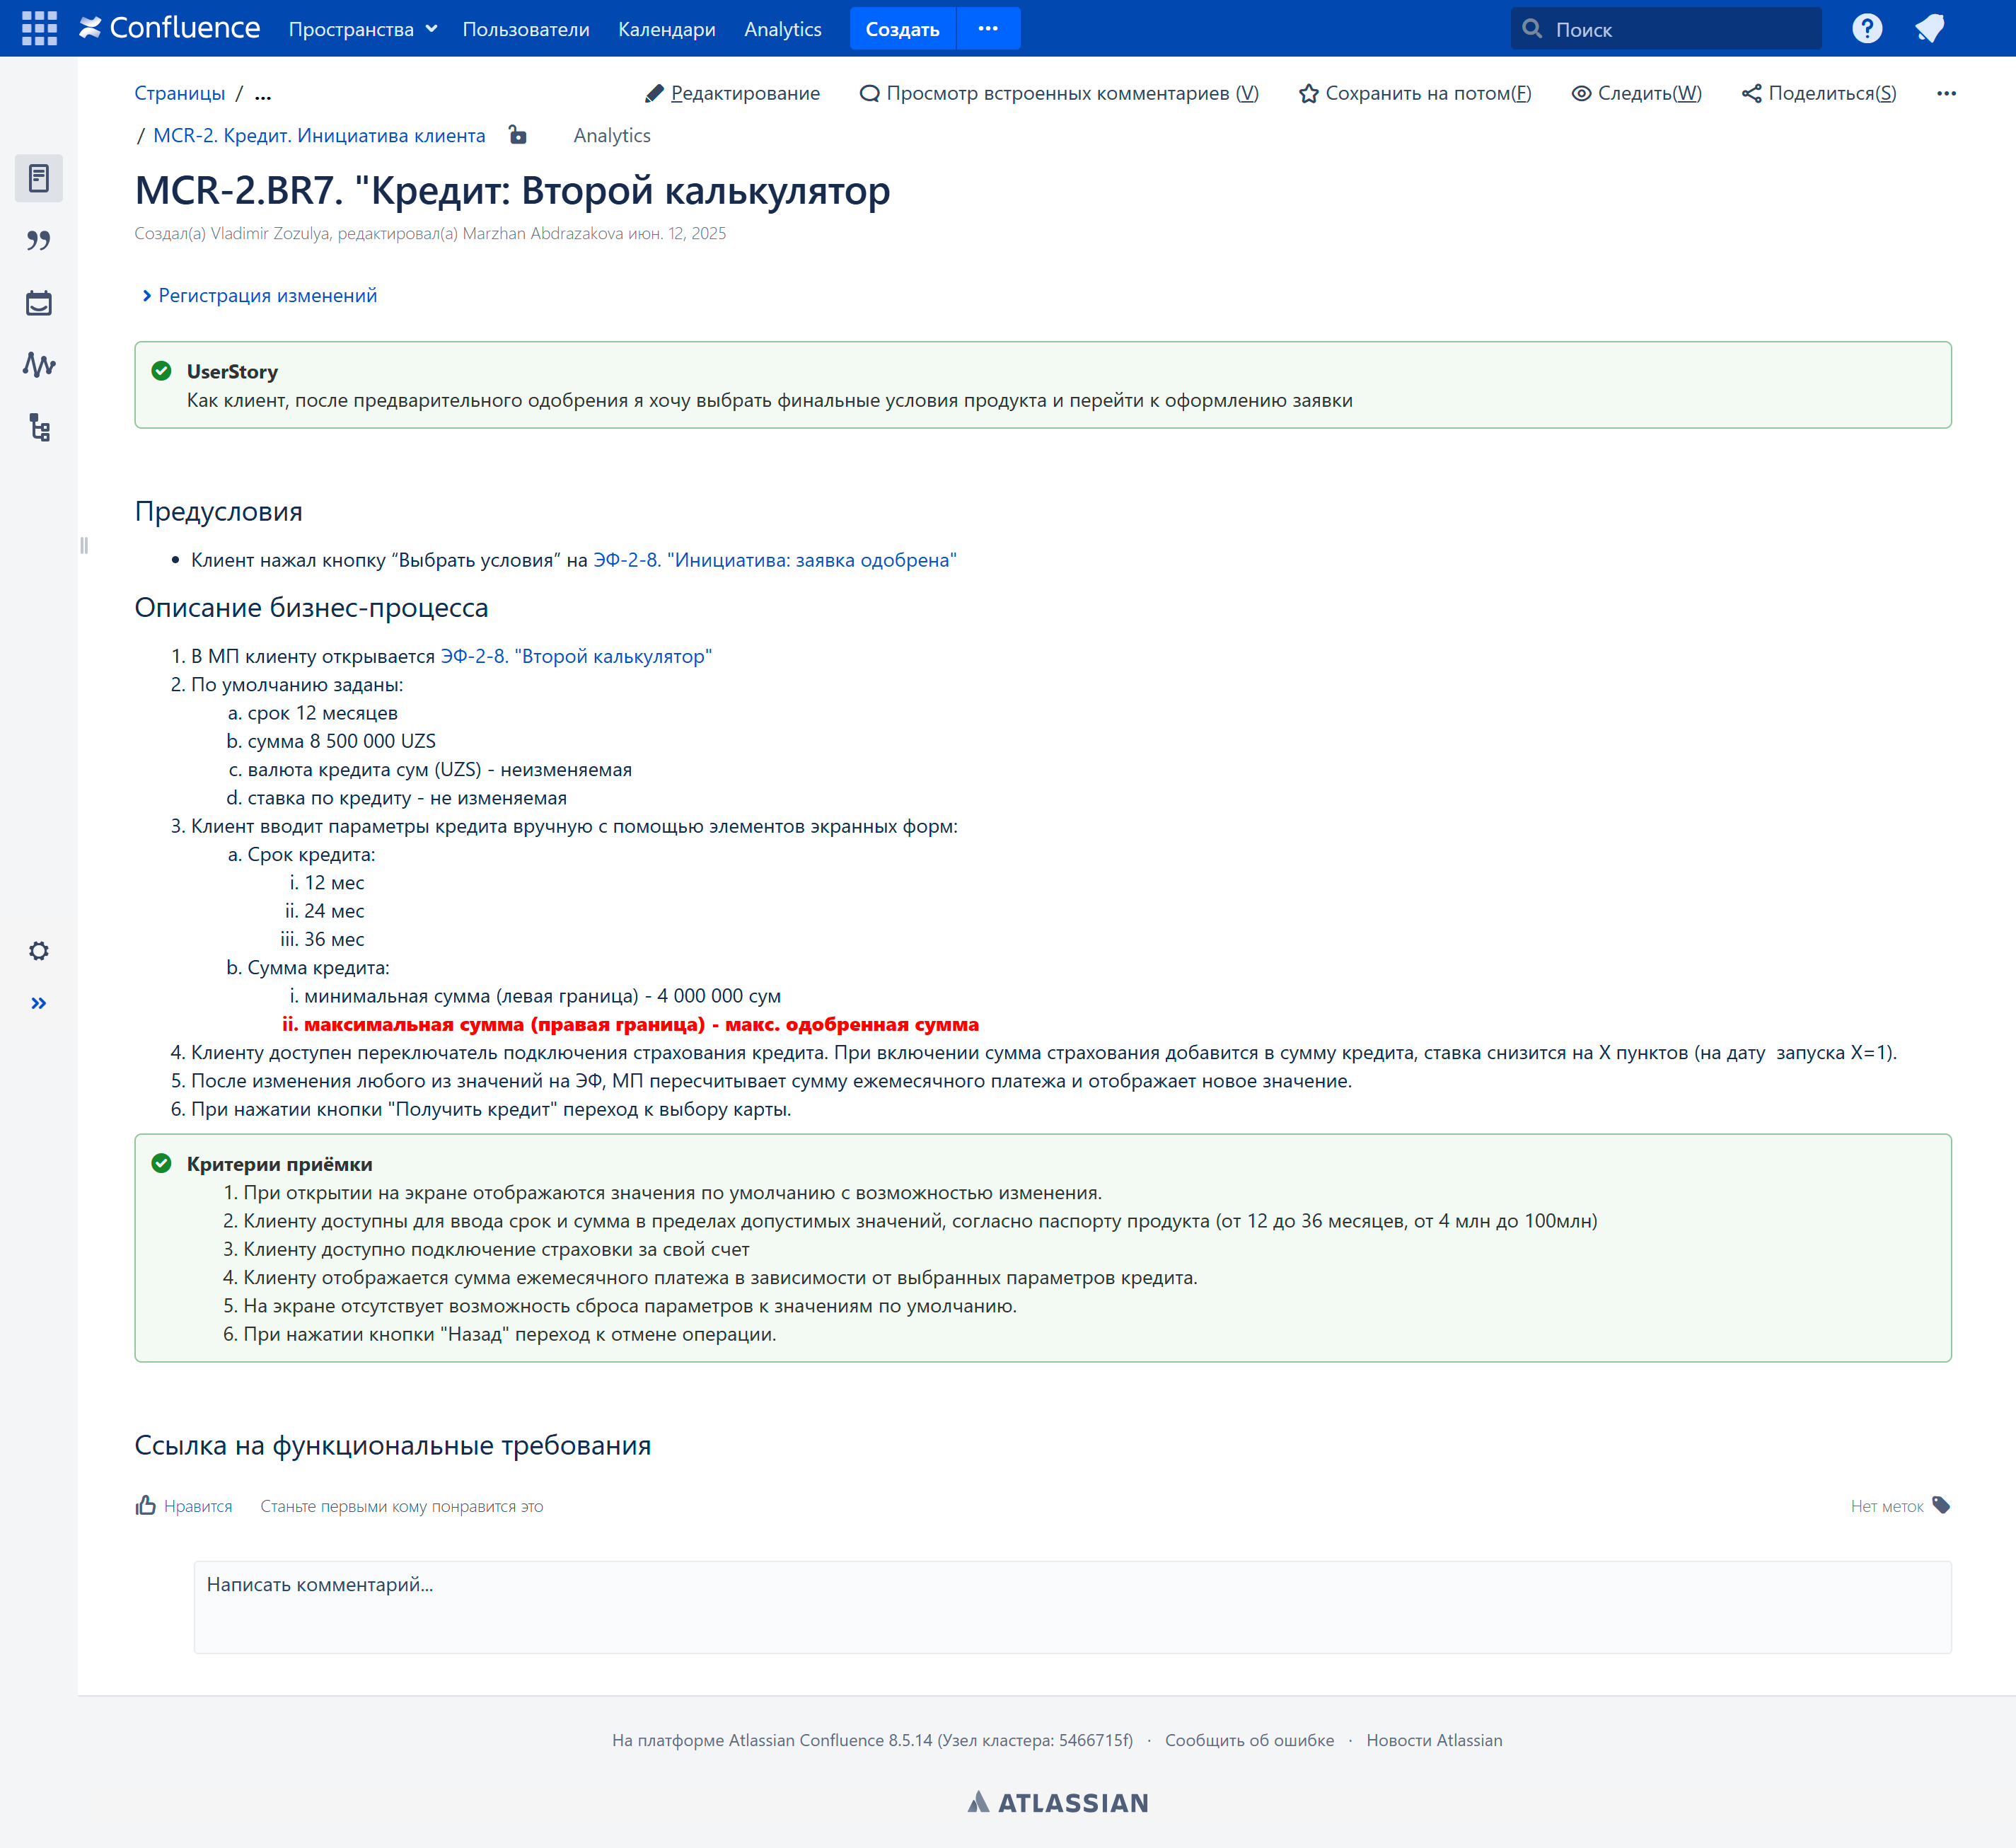 Confluence Пространства Пользователи Календари Analytics Создать ... Поиск
Страницы / ... Редактирование Просмотр встроенных комментариев (V) Сохранить на потом(F) Следить(W) Поделиться(S) ...
/ MCR-2. Кредит. Инициатива клиента Analytics
MCR-2.BR7. "Кредит: Второй калькулятор
Создал(а) Vladimir Zozulya, редактировал(а) Marzhan Abdrazakova июн. 12, 2025
Регистрация изменений
UserStory
Как клиент, после предварительного одобрения я хочу выбрать финальные условия продукта и перейти к оформлению заявки
Предусловия
• Клиент нажал кнопку “Выбрать условия” на ЭФ-2-8. "Инициатива: заявка одобрена"
Описание бизнес-процесса
1. В МП клиенту открывается ЭФ-2-8. "Второй калькулятор"
2. По умолчанию заданы:
a. срок 12 месяцев
b. сумма 8 500 000 UZS
c. валюта кредита сум (UZS) - неизменяемая
d. ставка по кредиту - не изменяемая
3. Клиент вводит параметры кредита вручную с помощью элементов экранных форм:
a. Срок кредита:
i. 12 мес
ii. 24 мес
iii. 36 мес
b. Сумма кредита:
i. минимальная сумма (левая граница) - 4 000 000 сум
ii. максимальная сумма (правая граница) - макс. одобренная сумма
4. Клиенту доступен переключатель подключения страхования кредита. При включении сумма страхования добавится в сумму кредита, ставка снизится на X пунктов (на дату запуска X=1).
5. После изменения любого из значений на ЭФ, МП пересчитывает сумму ежемесячного платежа и отображает новое значение.
6. При нажатии кнопки "Получить кредит" переход к выбору карты.
Критерии приёмки
1. При открытии на экране отображаются значения по умолчанию с возможностью изменения.
2. Клиенту доступны для ввода срок и сумма в пределах допустимых значений, согласно паспорту продукта (от 12 до 36 месяцев, от 4 млн до 100млн)
3. Клиенту доступно подключение страховки за свой счет
4. Клиенту отображается сумма ежемесячного платежа в зависимости от выбранных параметров кредита.
5. На экране отсутствует возможность сброса параметров к значениям по умолчанию.
6. При нажатии кнопки "Назад" переход к отмене операции.
Ссылка на функциональные требования
Нравится Станьте первыми кому понравится это Нет меток
Написать комментарий...
На платформе Atlassian Confluence 8.5.14 (Узел кластера: 5466715f) · Сообщить об ошибке · Новости Atlassian
ATLASSIAN